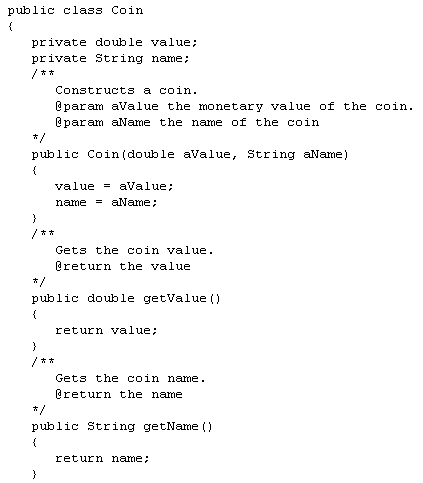 public class Coin
{
   private double value;
   private String name;
   /**
      Constructs a coin.
      @param aValue the monetary value of the coin.
      @param aName the name of the coin
   */
   public Coin(double aValue, String aName)
   {
      value = aValue;
      name = aName;
   }
   /**
      Gets the coin value.
      @return the value
   */
   public double getValue()
   {
      return value;
   }
   /**
      Gets the coin name.
      @return the name
   */
   public String getName()
   {
      return name;
   }